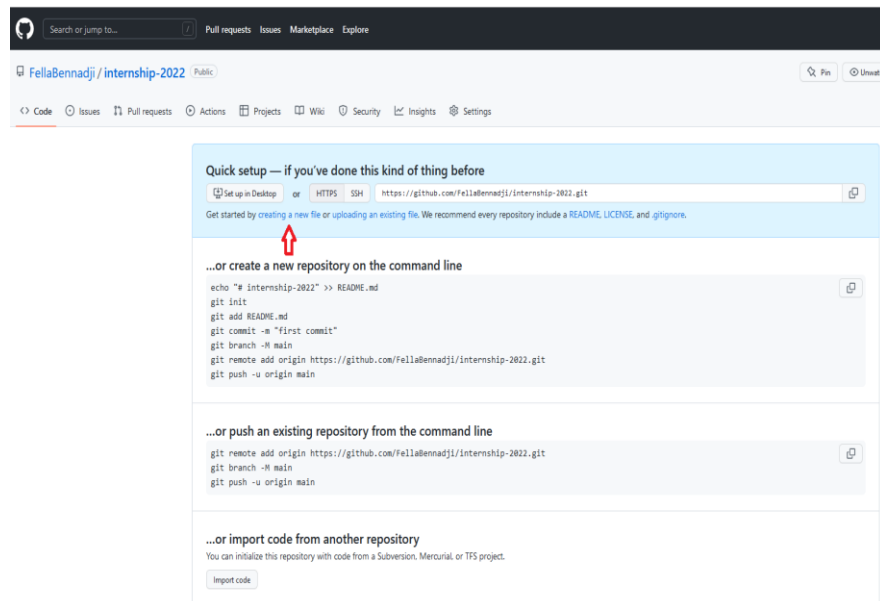 Search or jump to... /
Pull requests Issues Marketplace Explore
FellaBennadji / internship-2022 Public
Pin Unwat
<> Code Issues Pull requests Actions Projects Wiki Security Insights Settings
Quick setup — if you've done this kind of thing before
Set up in Desktop or HTTPS SSH https://github.com/FellaBennadji/internship-2022.git
Get started by creating a new file or uploading an existing file. We recommend every repository include a README, LICENSE, and .gitignore.
...or create a new repository on the command line
echo "# internship-2022" >> README.md
git init
git add README.md
git commit -m "first commit"
git branch -M main
git remote add origin https://github.com/FellaBennadji/internship-2022.git
git push -u origin main
...or push an existing repository from the command line
git remote add origin https://github.com/FellaBennadji/internship-2022.git
git branch -M main
git push -u origin main
...or import code from another repository
You can initialize this repository with code from a Subversion, Mercurial, or TFS project.
Import code